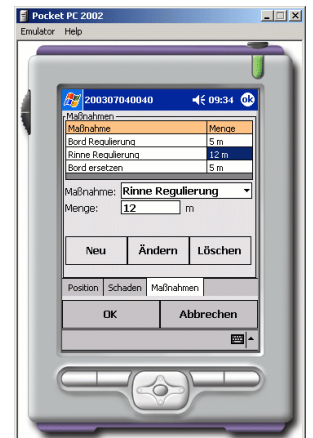 Pocket PC 2002
Emulator Help
200307040040 09:34 ok
Maßnahmen
Maßnahme Menge
Bord Regulierung 5 m
Rinne Regulierung 12 m
Bord ersetzen 5 m
Maßnahme: Rinne Regulierung
Menge: 12 m
Neu Ändern Löschen
Position Schaden Maßnahmen
OK Abbrechen